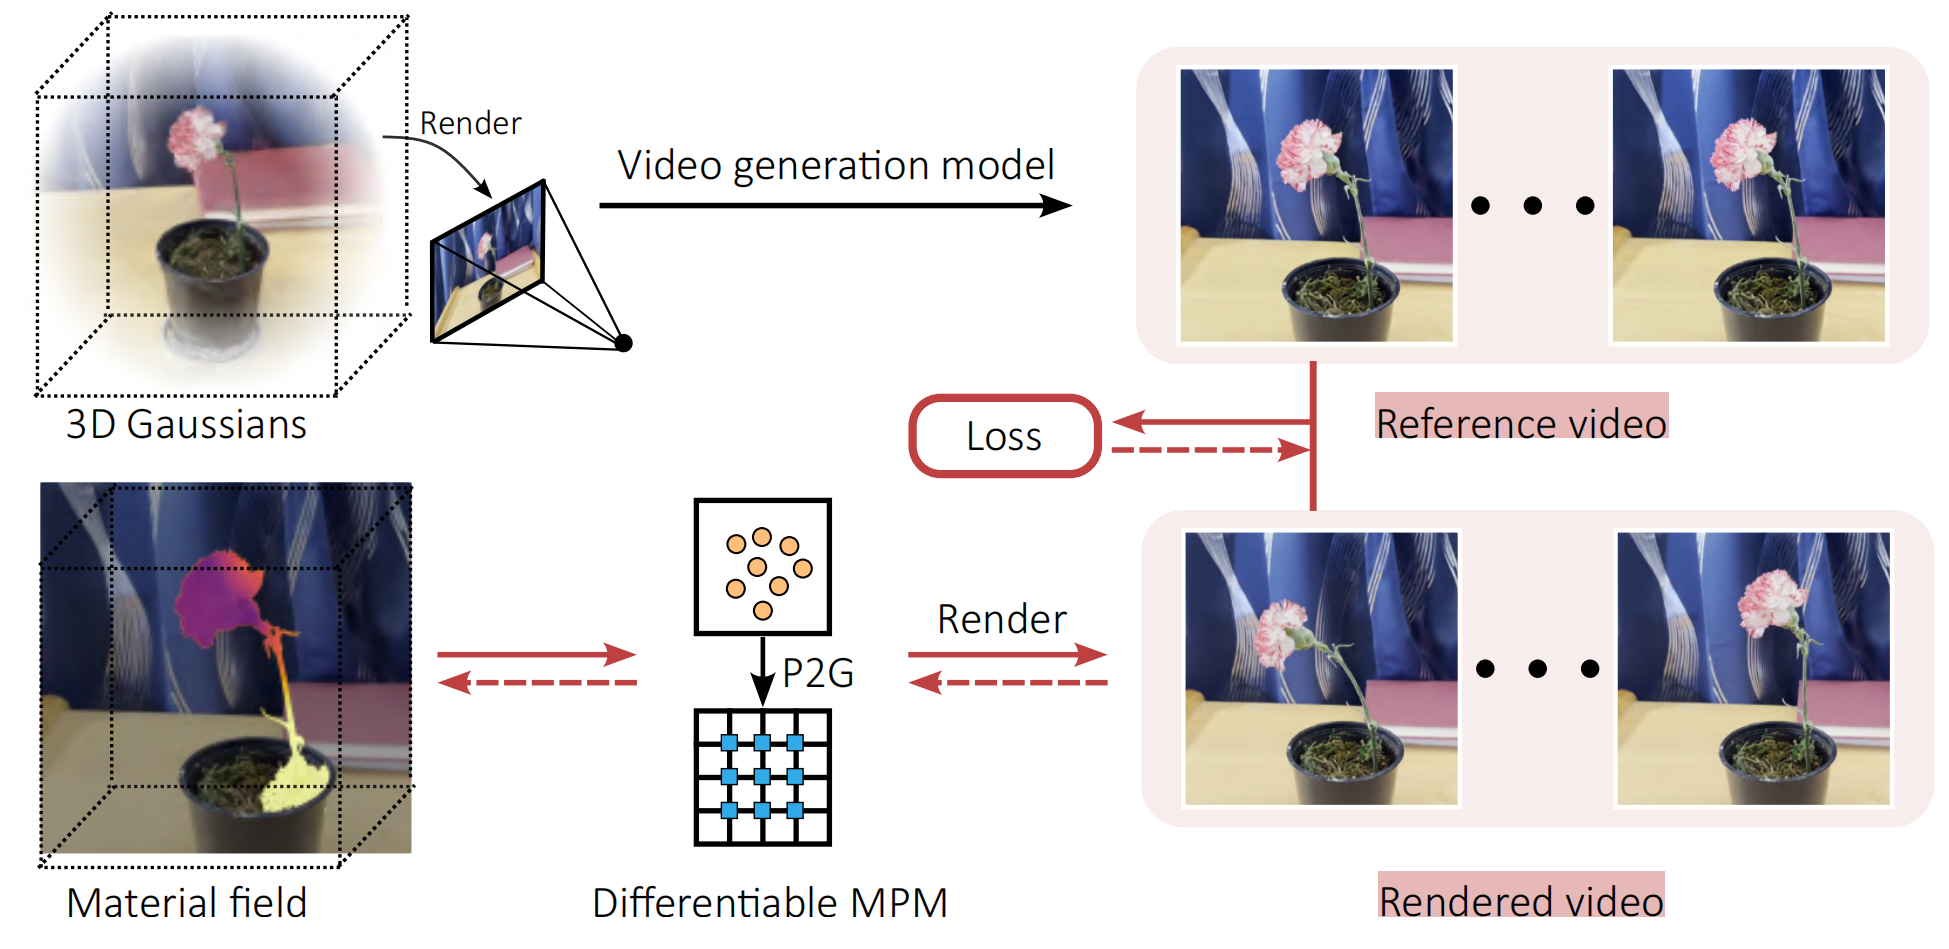 Render
Video generation model
3D Gaussians
Loss
Reference video
P2G
Render
Material field
Differentiable MPM
Rendered video